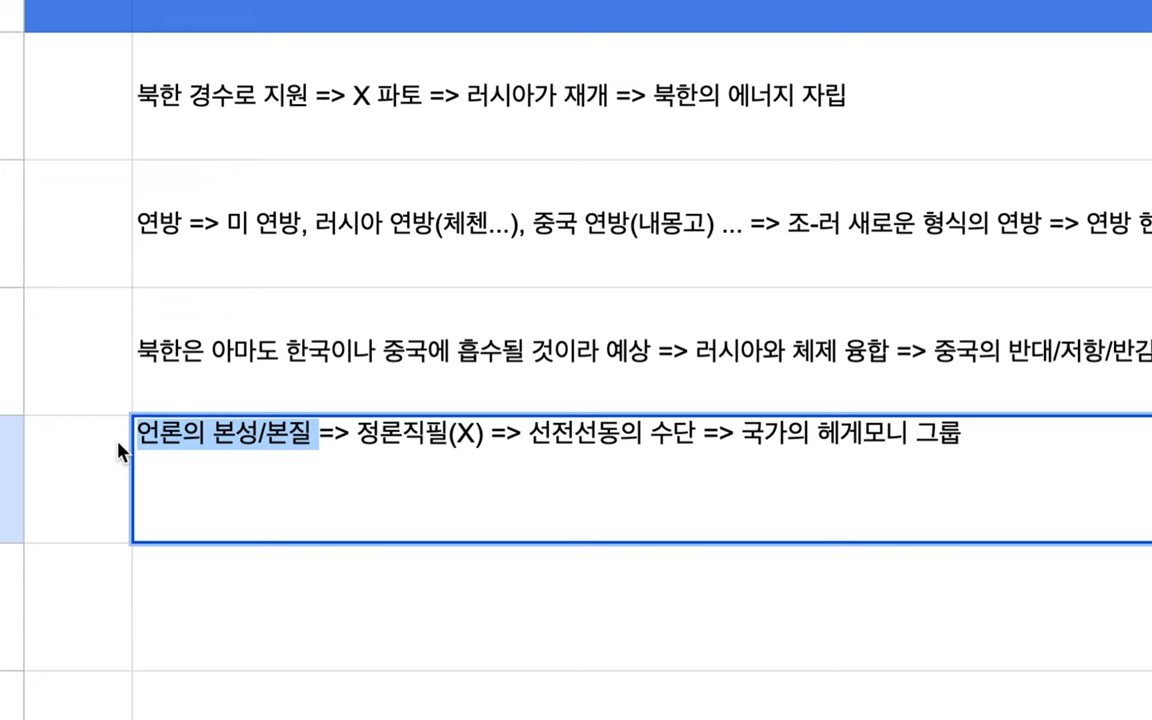 북한 경수로 지원 => X 파토 => 러시아가 재개 => 북한의 에너지 자립
연방 => 미 연방, 러시아 연방(체첸...), 중국 연방(내몽고) ... => 조-러 새로운 형식의 연방 => 연방
북한은 아마도 한국이나 중국에 흡수될 것이라 예상 => 러시아와 체제 융합 => 중국의 반대/저항/반감
언론의 본성/본질 => 정론직필(X) => 선전선동의 수단 => 국가의 헤게모니 그룹